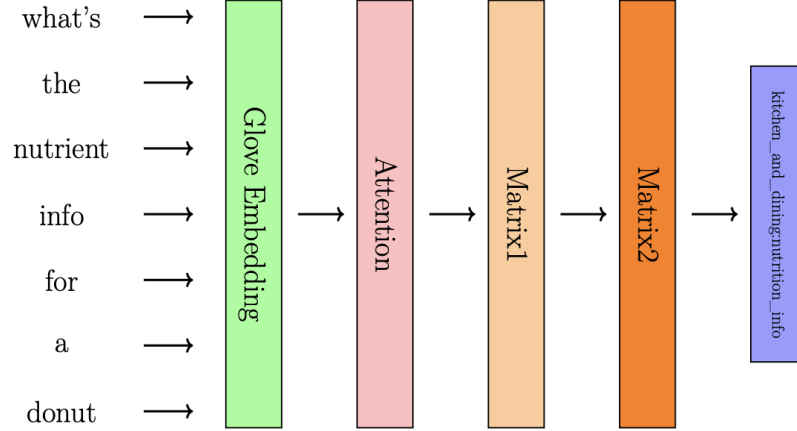 what's
the
nutrient
info
for
a
donut
Glove Embedding
Attention
Matrix1
Matrix2
kitchen_and_dining:nutrition_info